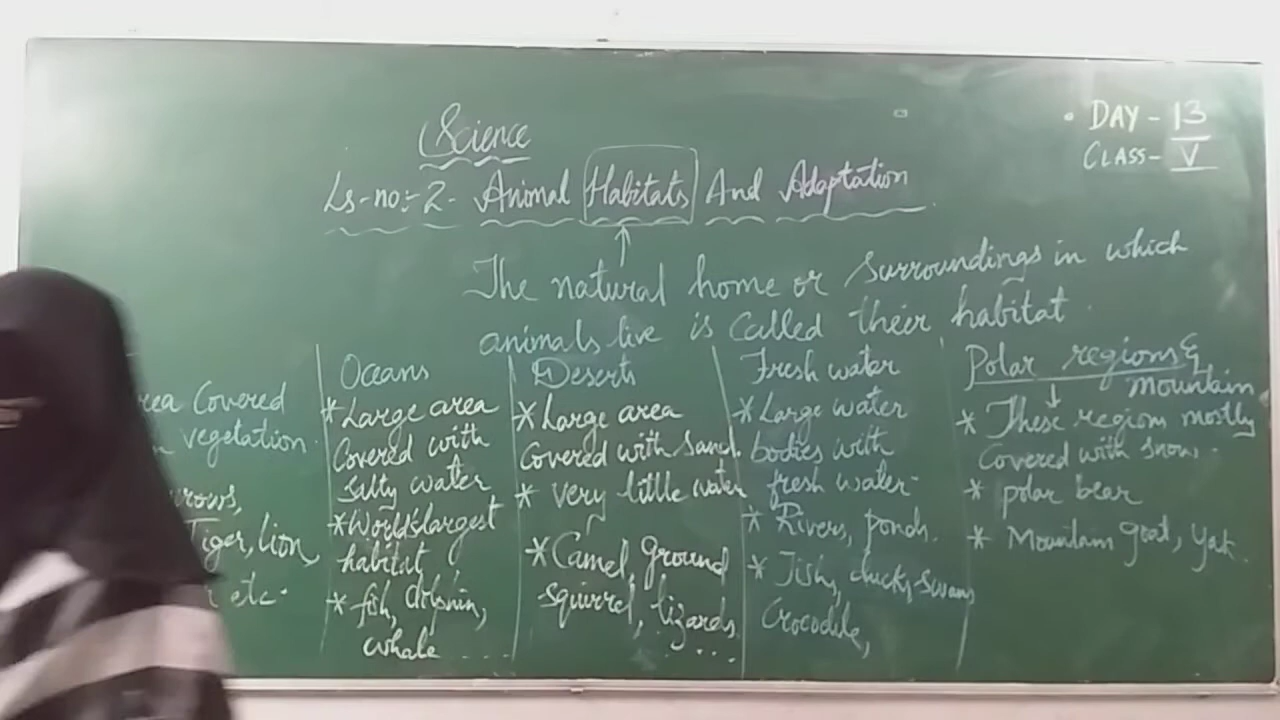 Science
DAY - 13
CLASS - V
Ls-no:-2- Animal Habitats And Adaptation
The natural home or surroundings in which
animals live is called their habitat.
rea Covered
vegetation.
rrows,
Tiger, lion,
etc.
Oceans
* Large area
Covered with
Salty water
* World's largest
habitat
* fish, dolphin,
whale ....
Deserts
* Large area
Covered with Sand.
* Very little water
* Camel, ground
squirrel, lizards
...
Fresh water
* Large water
bodies with
fresh water.
* Rivers, ponds.
* Fish, ducks, swans
Crocodile,
Polar regions &
Mountain
* These region mostly
Covered with snow.
* polar bear
* Mountain goat, yak.